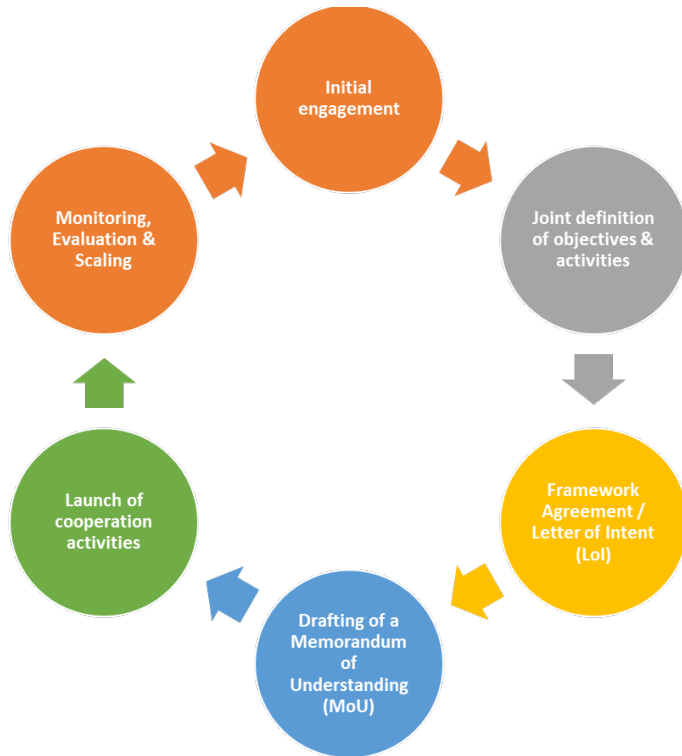 Initial
engagement
Joint definition
of objectives &
activities
Framework
Agreement /
Letter of Intent
(LoI)
Drafting of a
Memorandum
of
Understanding
(MoU)
Launch of
cooperation
activities
Monitoring,
Evaluation &
Scaling